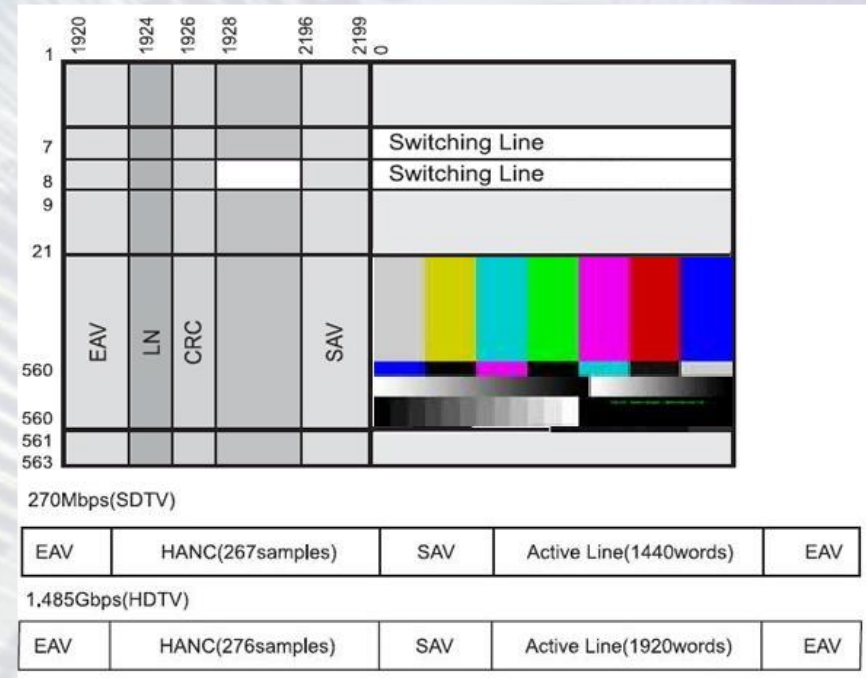 1920
1924
1926
1928
2196
2199
0
1
7
Switching Line
8
Switching Line
9
21
EAV
LN
CRC
SAV
560
560
561
563
270Mbps(SDTV)
EAV HANC(267samples) SAV Active Line(1440words) EAV
1.485Gbps(HDTV)
EAV HANC(276samples) SAV Active Line(1920words) EAV